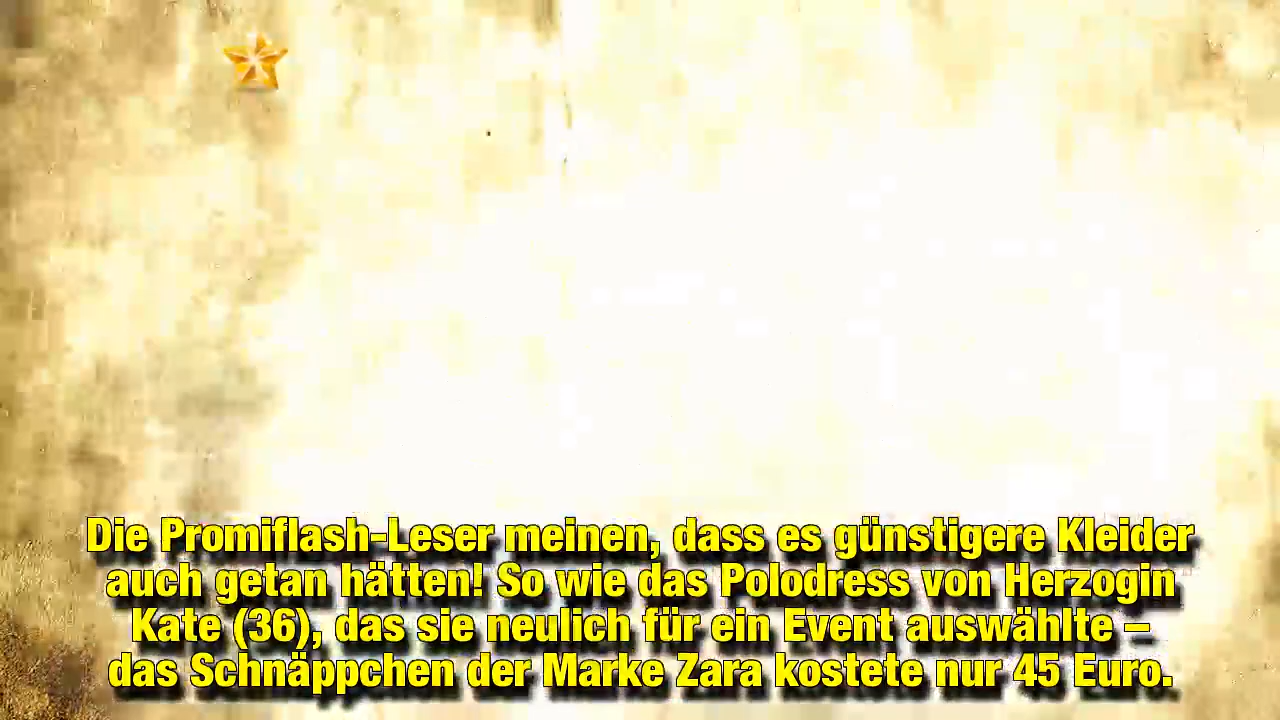 Die Promiflash-Leser meinen, dass es günstigere Kleider
auch getan hätten! So wie das Polodress von Herzogin
Kate (36), das sie neulich für ein Event auswählte –
das Schnäppchen der Marke Zara kostete nur 45 Euro.